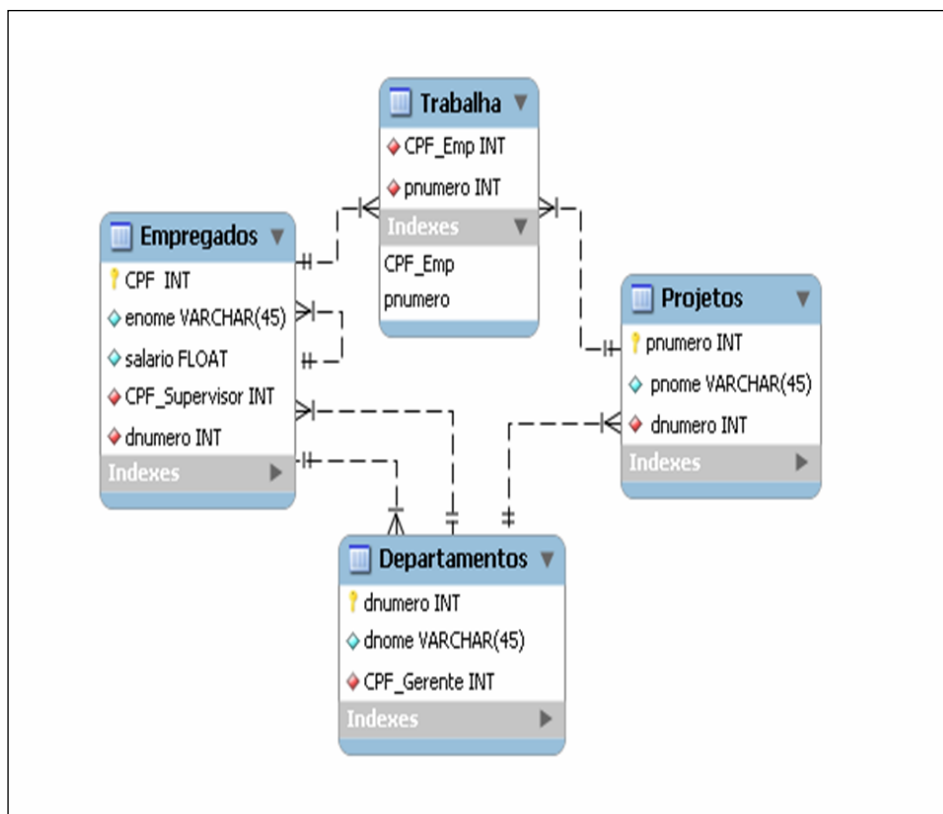 Trabalha
CPF_Emp INT
pnumero INT
Indexes
CPF_Emp
pnumero
Empregados
CPF INT
enome VARCHAR(45)
salario FLOAT
CPF_Supervisor INT
dnumero INT
Indexes
Projetos
pnumero INT
pnome VARCHAR(45)
dnumero INT
Indexes
Departamentos
dnumero INT
dnome VARCHAR(45)
CPF_Gerente INT
Indexes